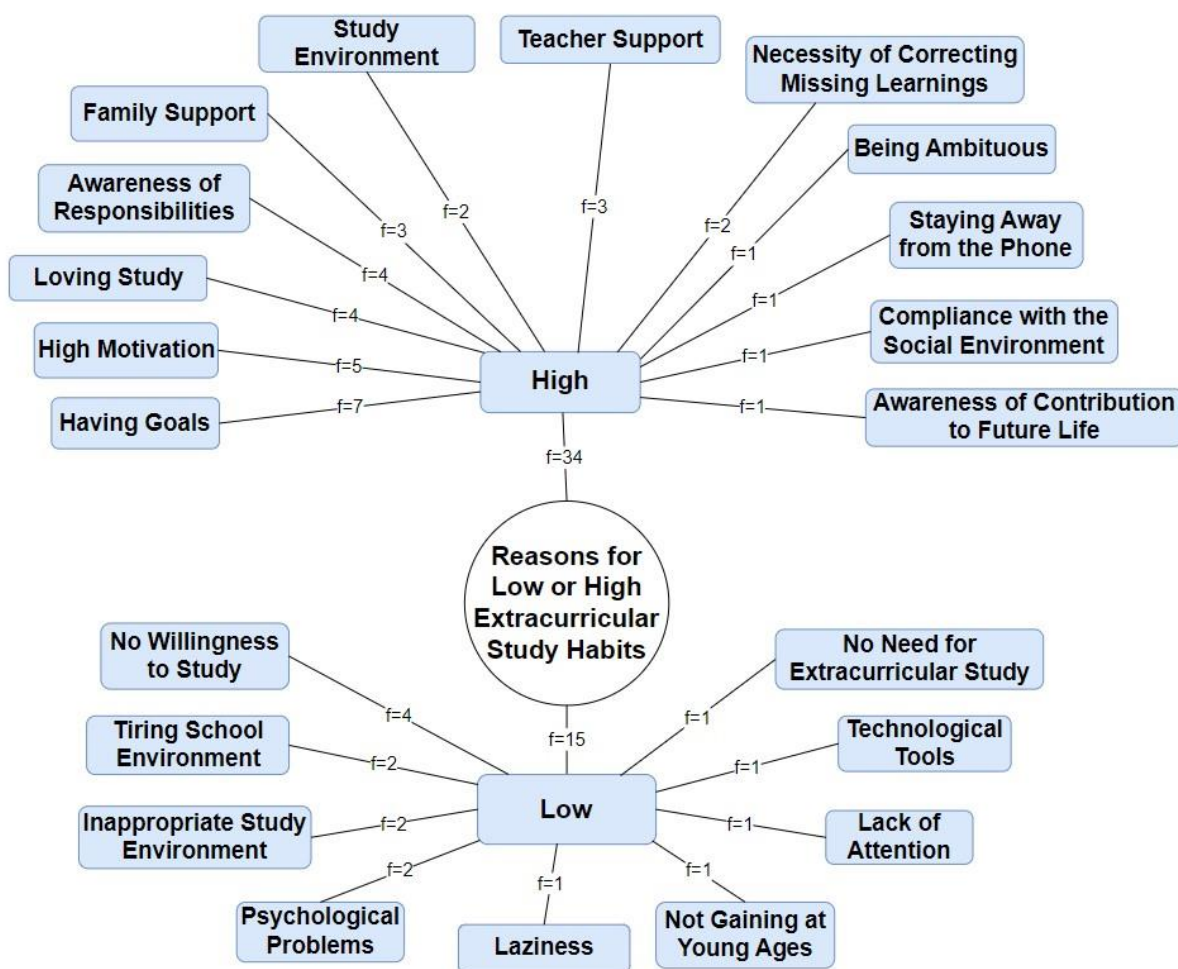 Study
Environment
Teacher Support
Necessity of Correcting
Missing Learnings
Family Support
Being Ambituous
Awareness of
Responsibilities
Staying Away
from the Phone
Loving Study
Compliance with the
Social Environment
High Motivation
Awareness of Contribution
to Future Life
Having Goals
f=2
f=3
f=2
f=3
f=1
f=4
f=1
f=4
f=1
f=5
f=1
f=7
High
f=34
Reasons for
Low or High
Extracurricular
Study Habits
No Willingness
to Study
No Need for
Extracurricular Study
Tiring School
Environment
Technological
Tools
Inappropriate Study
Environment
Lack of
Attention
f=4
f=15
f=1
f=2
f=1
f=2
f=1
f=2
f=1
f=1
Low
Psychological
Problems
Laziness
Not Gaining at
Young Ages